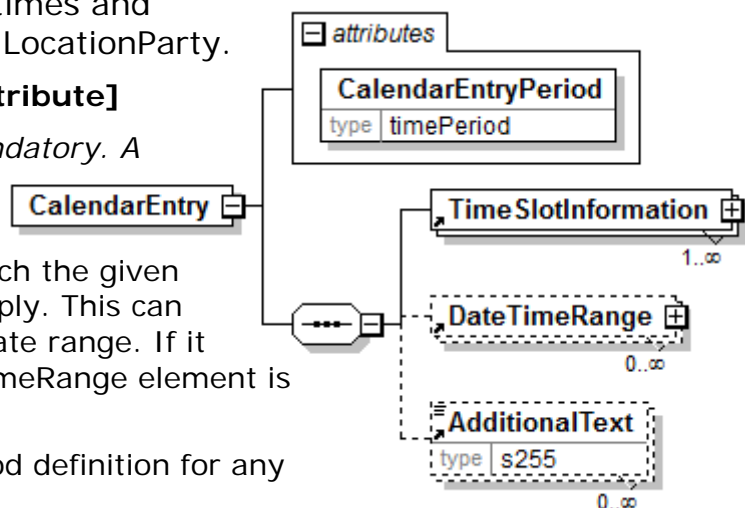 times and
LocationParty.
tribute]
ndatory. A
ch the given
ply. This can
ate range. If it
meRange element is
od definition for any
attributes
CalendarEntryPeriod
type timePeriod
CalendarEntry
TimeSlotInformation
1..∞
DateTimeRange
0..∞
AdditionalText
type s255
0..∞